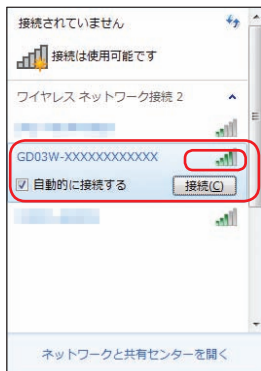 接続されていません
接続は使用可能です
ワイヤレス ネットワーク接続 2
GD03W-XXXXXXXXXXXX
自動的に接続する
接続(C)
ネットワークと共有センターを開く